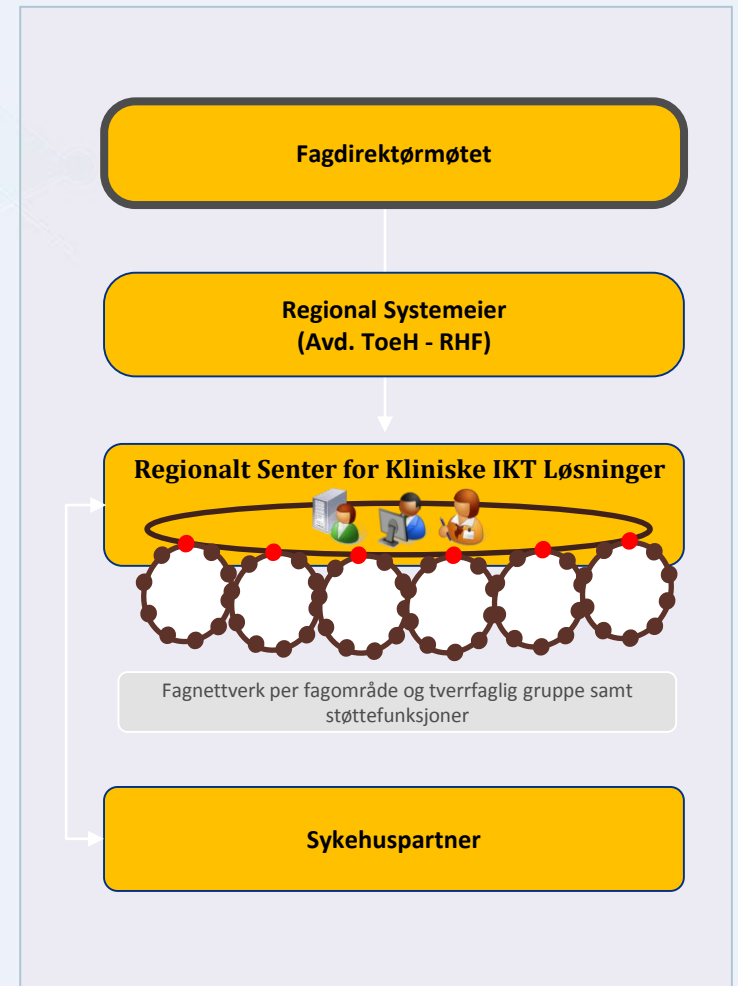 Fagdirektørmøtet
Regional Systemeier
(Avd. ToeH - RHF)
Regionalt Senter for Kliniske IKT Løsninger
Fagnettverk per fagområde og tverrfaglig gruppe samt
støttefunksjoner
Sykehuspartner